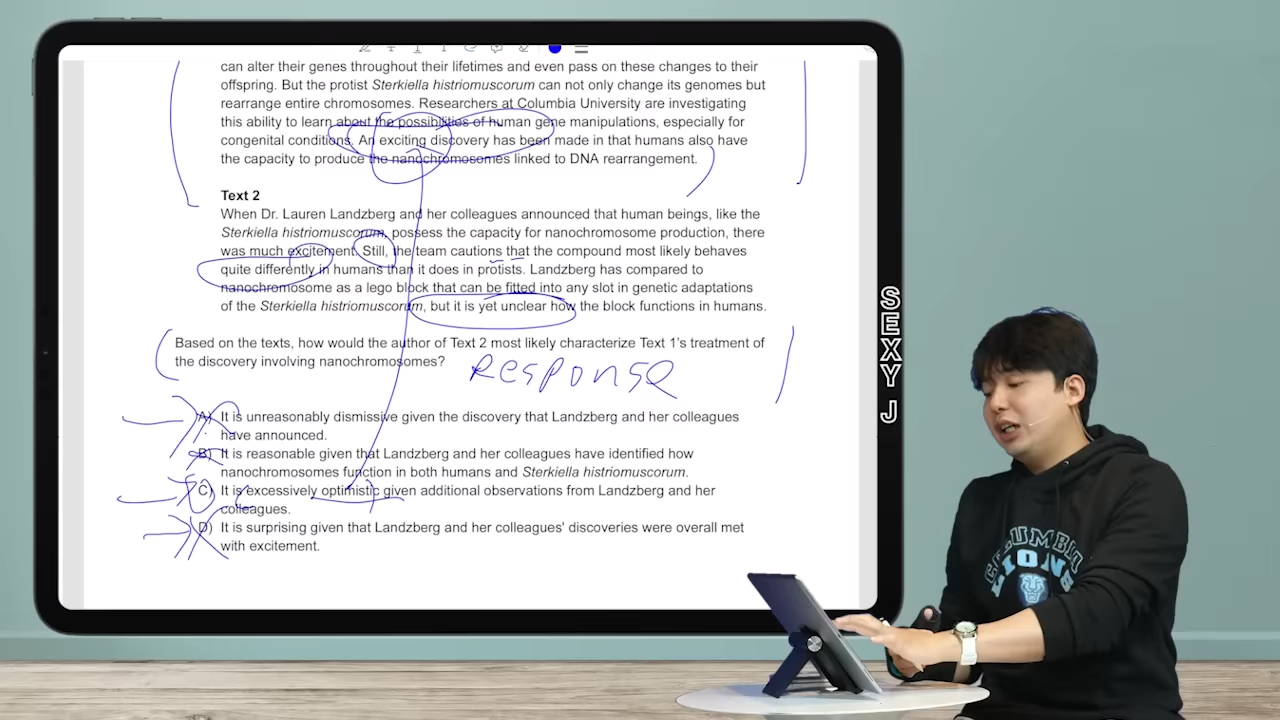 can alter their genes throughout their lifetimes and even pass on these changes to their
offspring. But the protist Sterkiella histriomuscorum can not only change its genomes but
rearrange entire chromosomes. Researchers at Columbia University are investigating
this ability to learn about the possibilities of human gene manipulations, especially for
congenital conditions. An exciting discovery has been made in that humans also have
the capacity to produce the nanochromosomes linked to DNA rearrangement.
Text 2
When Dr. Lauren Landzberg and her colleagues announced that human beings, like the
Sterkiella histriomuscorum, possess the capacity for nanochromosome production, there
was much excitement. Still, the team cautions that the compound most likely behaves
quite differently in humans than it does in protists. Landzberg has compared to
nanochromosome as a lego block that can be fitted into any slot in genetic adaptations
of the Sterkiella histriomuscorum, but it is yet unclear how the block functions in humans.
Based on the texts, how would the author of Text 2 most likely characterize Text 1's treatment of
the discovery involving nanochromosomes?
Response
A) It is unreasonably dismissive given the discovery that Landzberg and her colleagues
have announced.
B) It is reasonable given that Landzberg and her colleagues have identified how
nanochromosomes function in both humans and Sterkiella histriomuscorum.
C) It is excessively optimistic given additional observations from Landzberg and her
colleagues.
D) It is surprising given that Landzberg and her colleagues' discoveries were overall met
with excitement.
SEXY J
COLUMBIA
LIONS